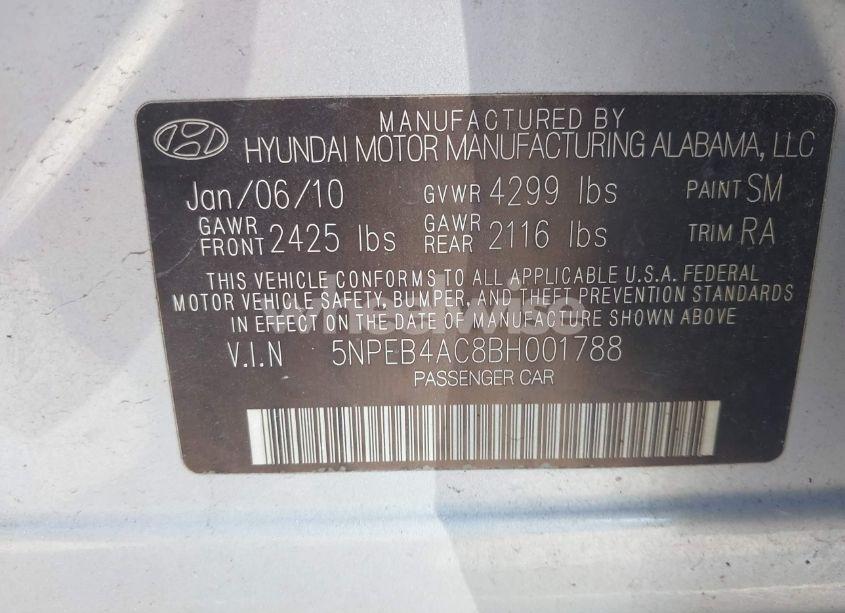 MANUFACTURED BY
HYUNDAI MOTOR MANUFACTURING ALABAMA, LLC
Jan/06/10 GVWR 4299 lbs PAINT SM
GAWR FRONT 2425 lbs GAWR REAR 2116 lbs TRIM RA
THIS VEHICLE CONFORMS TO ALL APPLICABLE U.S.A. FEDERAL
MOTOR VEHICLE SAFETY, BUMPER, AND THEFT PREVENTION STANDARDS
IN EFFECT ON THE DATE OF MANUFACTURE SHOWN ABOVE
wheelwise
V.I.N 5NPEB4AC8BH001788
PASSENGER CAR